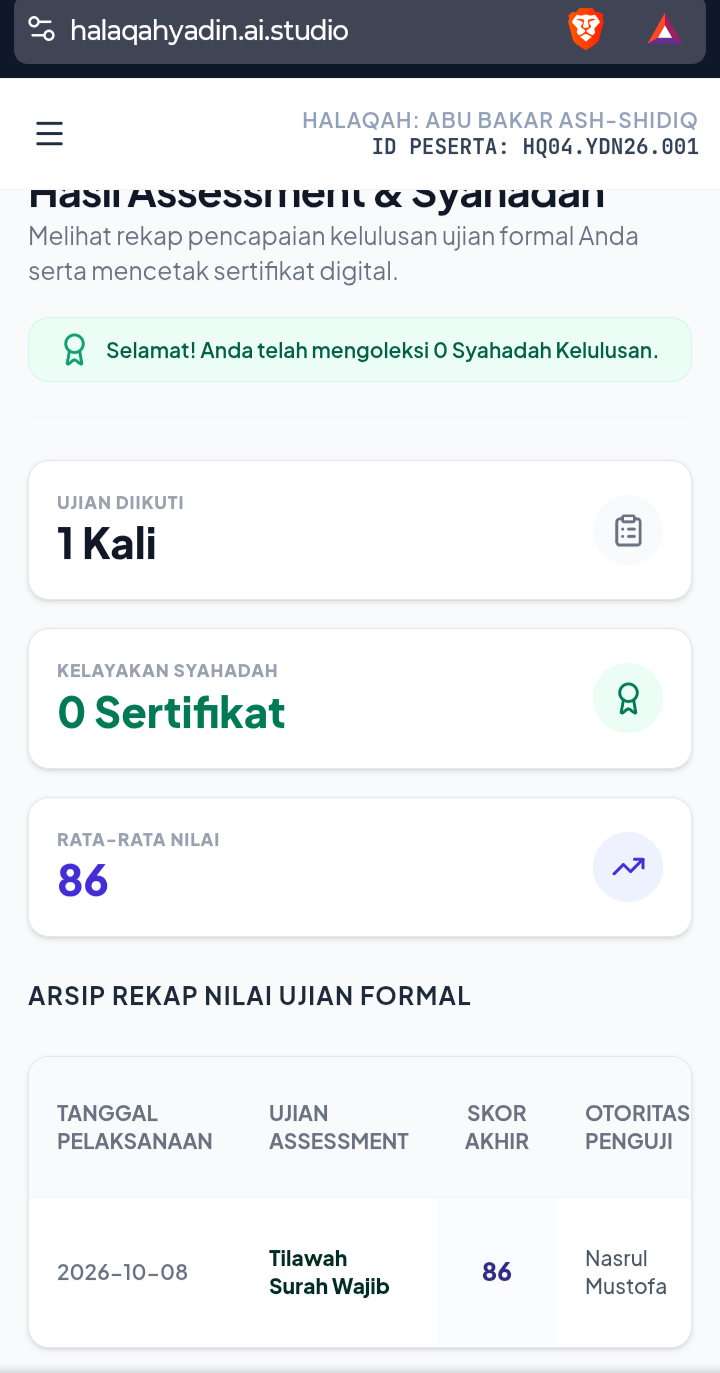 halaqahyadin.ai.studio
HALAQAH: ABU BAKAR ASH-SHIDIQ
ID PESERTA: HQ04.YDN26.001
Hasil Assessment & Syahadah
Melihat rekap pencapaian kelulusan ujian formal Anda
serta mencetak sertifikat digital.
Selamat! Anda telah mengoleksi 0 Syahadah Kelulusan.
UJIAN DIIKUTI
1 Kali
KELAYAKAN SYAHADAH
0 Sertifikat
RATA-RATA NILAI
86
ARSIP REKAP NILAI UJIAN FORMAL
TANGGAL PELAKSANAAN
UJIAN ASSESSMENT
SKOR AKHIR
OTORITAS PENGUJI
2026-10-08
Tilawah Surah Wajib
86
Nasrul Mustofa